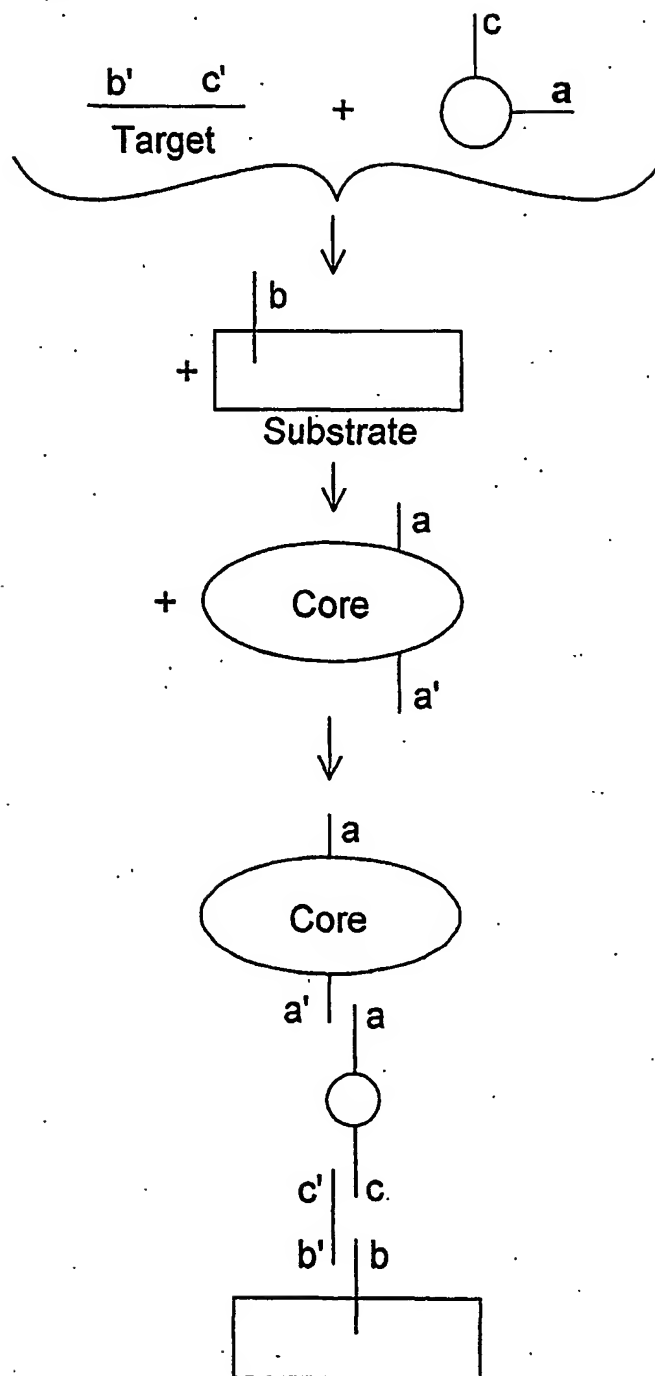 c
b' c' + a
Target
b
+
Substrate
a
+ Core
a'
a
Core
a' a
c' c
b' b